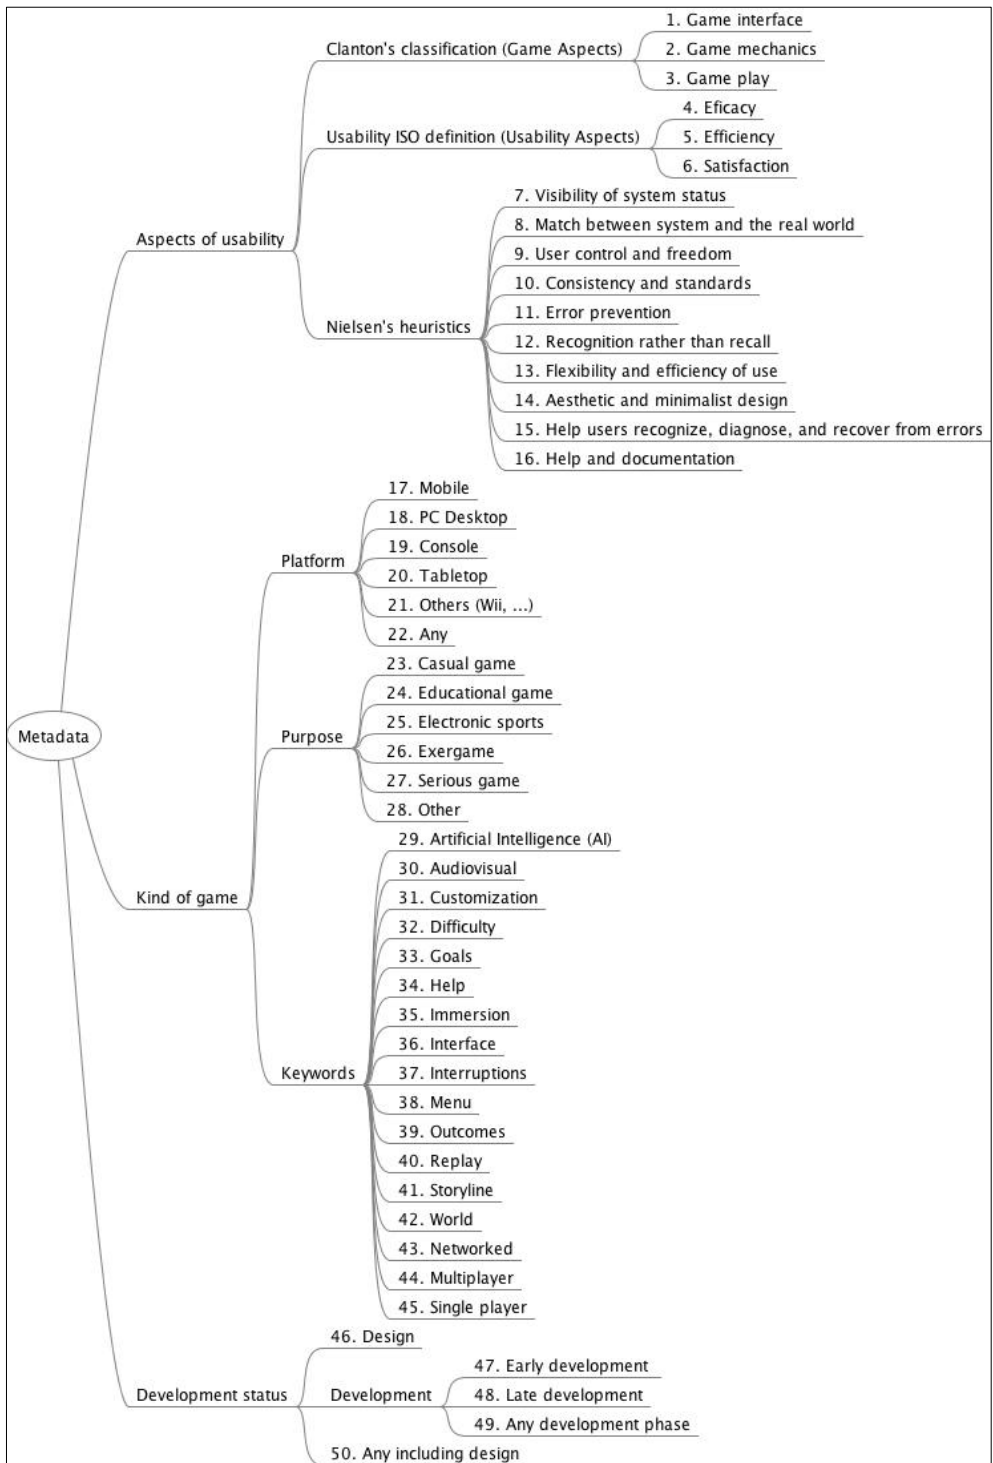 1. Game interface
Clanton's classification (Game Aspects)
2. Game mechanics
3. Game play
4. Eficacy
Usability ISO definition (Usability Aspects)
5. Efficiency
6. Satisfaction
7. Visibility of system status
8. Match between system and the real world
Aspects of usability
9. User control and freedom
10. Consistency and standards
11. Error prevention
Nielsen's heuristics
12. Recognition rather than recall
13. Flexibility and efficiency of use
14. Aesthetic and minimalist design
15. Help users recognize, diagnose, and recover from errors
16. Help and documentation
17. Mobile
18. PC Desktop
19. Console
Platform
20. Tabletop
21. Others (Wii, ...)
22. Any
23. Casual game
24. Educational game
25. Electronic sports
Metadata
Purpose
26. Exergame
27. Serious game
28. Other
29. Artificial Intelligence (AI)
30. Audiovisual
Kind of game
31. Customization
32. Difficulty
33. Goals
34. Help
35. Immersion
36. Interface
Keywords
37. Interruptions
38. Menu
39. Outcomes
40. Replay
41. Storyline
42. World
43. Networked
44. Multiplayer
45. Single player
46. Design
47. Early development
Development status
Development
48. Late development
49. Any development phase
50. Any including design